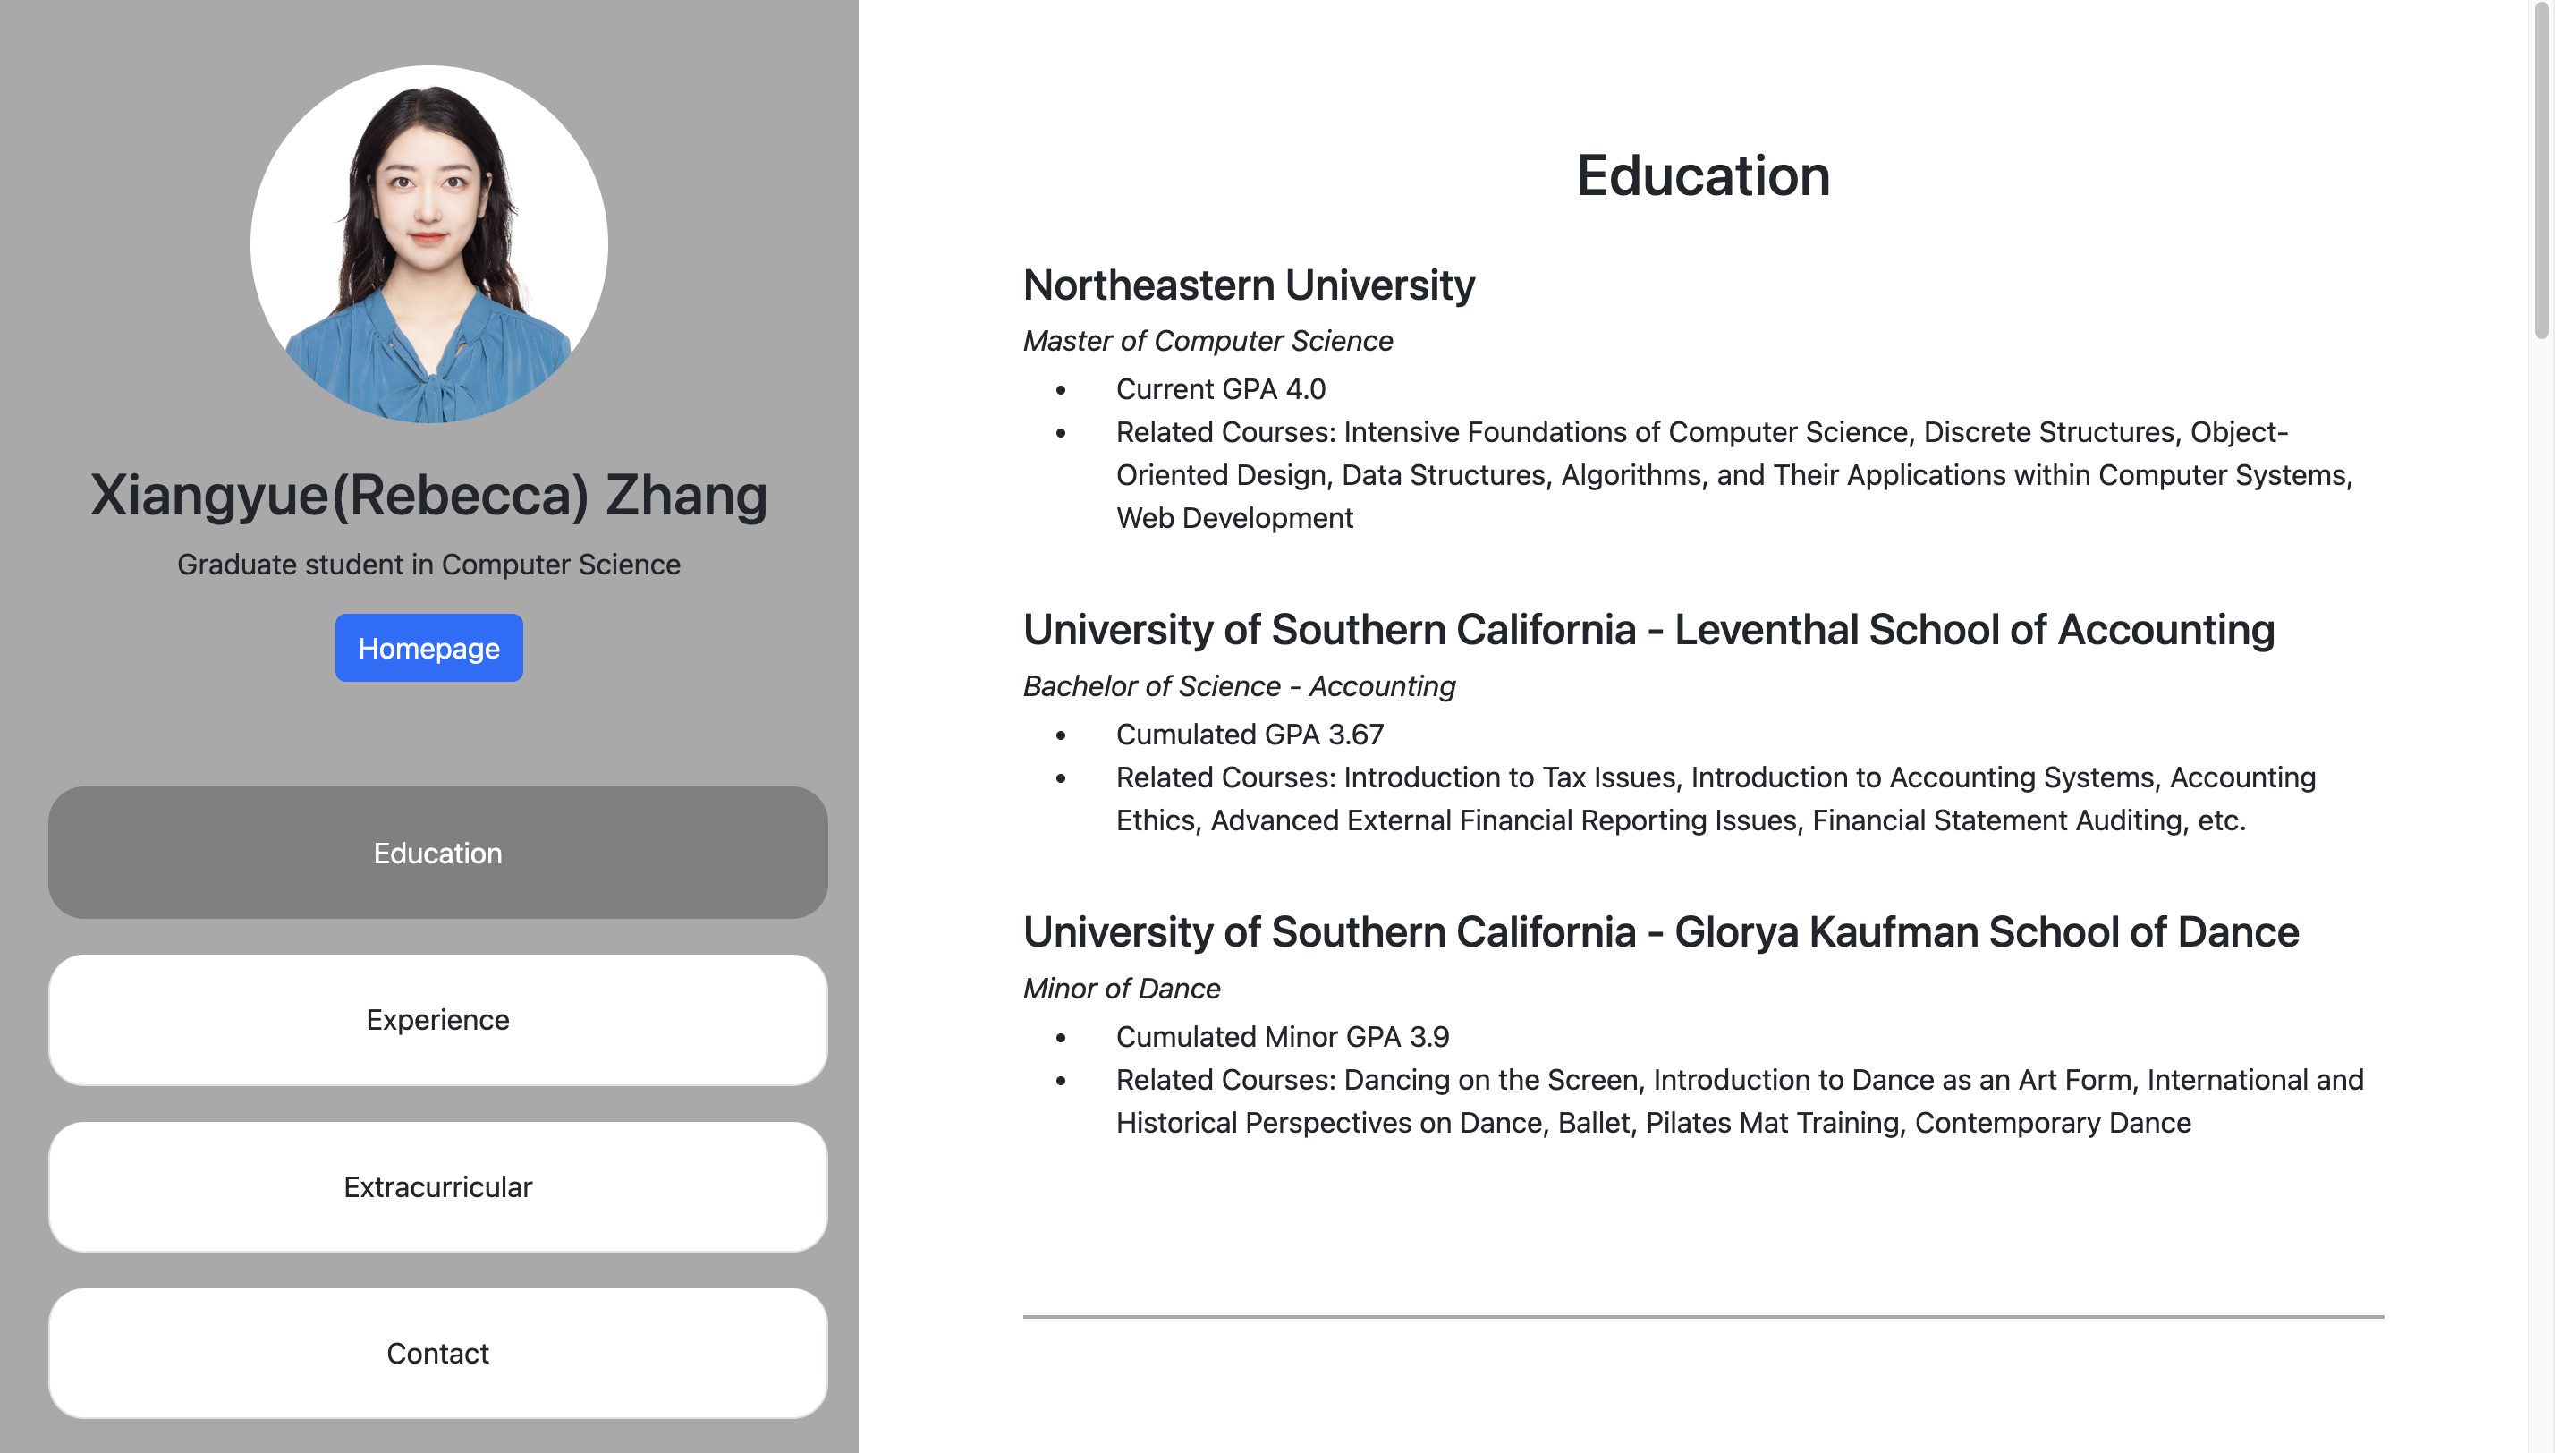 Xiangyue(Rebecca) Zhang
Graduate student in Computer Science
Homepage
Education
Experience
Extracurricular
Contact
Education
Northeastern University
Master of Computer Science
• Current GPA 4.0
• Related Courses: Intensive Foundations of Computer Science, Discrete Structures, Object-
Oriented Design, Data Structures, Algorithms, and Their Applications within Computer Systems,
Web Development
University of Southern California - Leventhal School of Accounting
Bachelor of Science - Accounting
• Cumulated GPA 3.67
• Related Courses: Introduction to Tax Issues, Introduction to Accounting Systems, Accounting
Ethics, Advanced External Financial Reporting Issues, Financial Statement Auditing, etc.
University of Southern California - Glorya Kaufman School of Dance
Minor of Dance
• Cumulated Minor GPA 3.9
• Related Courses: Dancing on the Screen, Introduction to Dance as an Art Form, International and
Historical Perspectives on Dance, Ballet, Pilates Mat Training, Contemporary Dance